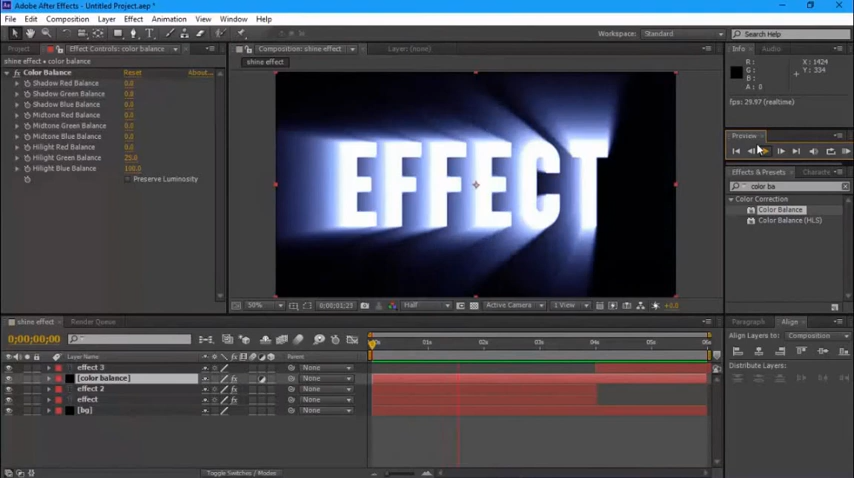 Adobe After Effects - Untitled Project.aep *
File Edit Composition Layer Effect Animation View Window Help
Workspace: Standard
Search Help
Project
Effect Controls: color balance
Composition: shine effect
Layer: (none)
Info
Audio
shine effect • color balance
shine effect
Color Balance Reset About...
Shadow Red Balance 0.0
Shadow Green Balance 0.0
Shadow Blue Balance 0.0
Midtone Red Balance 0.0
Midtone Green Balance 0.0
Midtone Blue Balance 0.0
Hilight Red Balance 0.0
Hilight Green Balance 25.0
Hilight Blue Balance 100.0
Preserve Luminosity
EFFECT
R:
G:
B:
A: 0
X: 1424
Y: 334
fps: 29.97 (realtime)
Preview
Effects & Presets
color ba
Color Correction
Color Balance
Color Balance (HLS)
50%
0;00;01;23
Half
Active Camera
1 View
+0.0
shine effect
Render Queue
Paragraph
Align
0;00;00;00
Align Layers to: Composition
Distribute Layers:
01s 02s 03s 04s 05s
Layer Name
Parent
effect 3 None
[color balance] None
effect 2 None
effect None
[bg] None
Toggle Switches / Modes